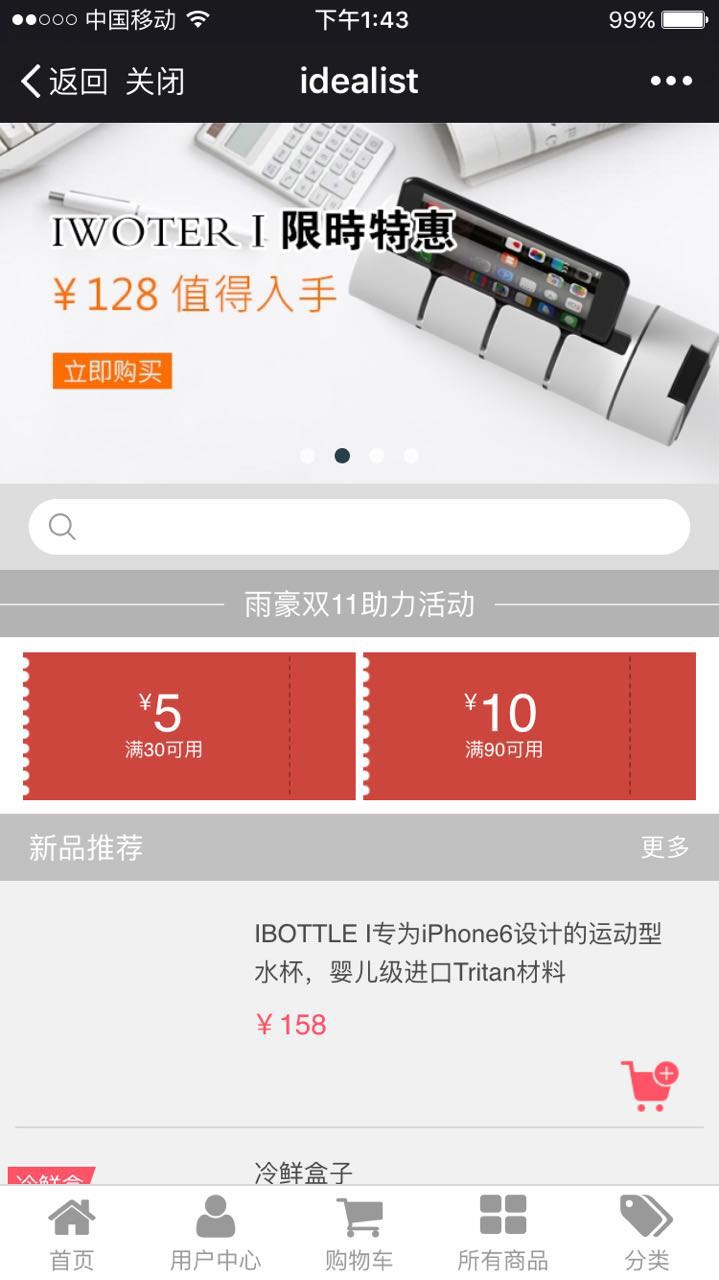 中国移动
下午1:43
99%
返回 关闭
idealist
IWOTER I 限時特惠
¥128 值得入手
立即购买
雨豪双11助力活动
¥5
满30可用
¥10
满90可用
新品推荐
更多
IBOTTLE I专为iPhone6设计的运动型
水杯，婴儿级进口Tritan材料
¥158
冷鲜盒子
冷鲜盒
首页
用户中心
购物车
所有商品
分类